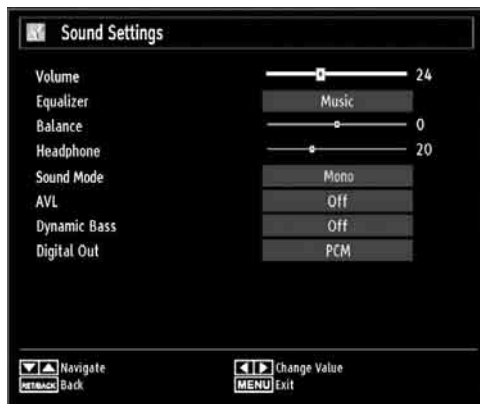 Sound Settings
Volume 24
Equalizer Music
Balance 0
Headphone 20
Sound Mode Mono
AVL Off
Dynamic Bass Off
Digital Out PCM
Navigate Change Value
RET/BACK Back MENU Exit